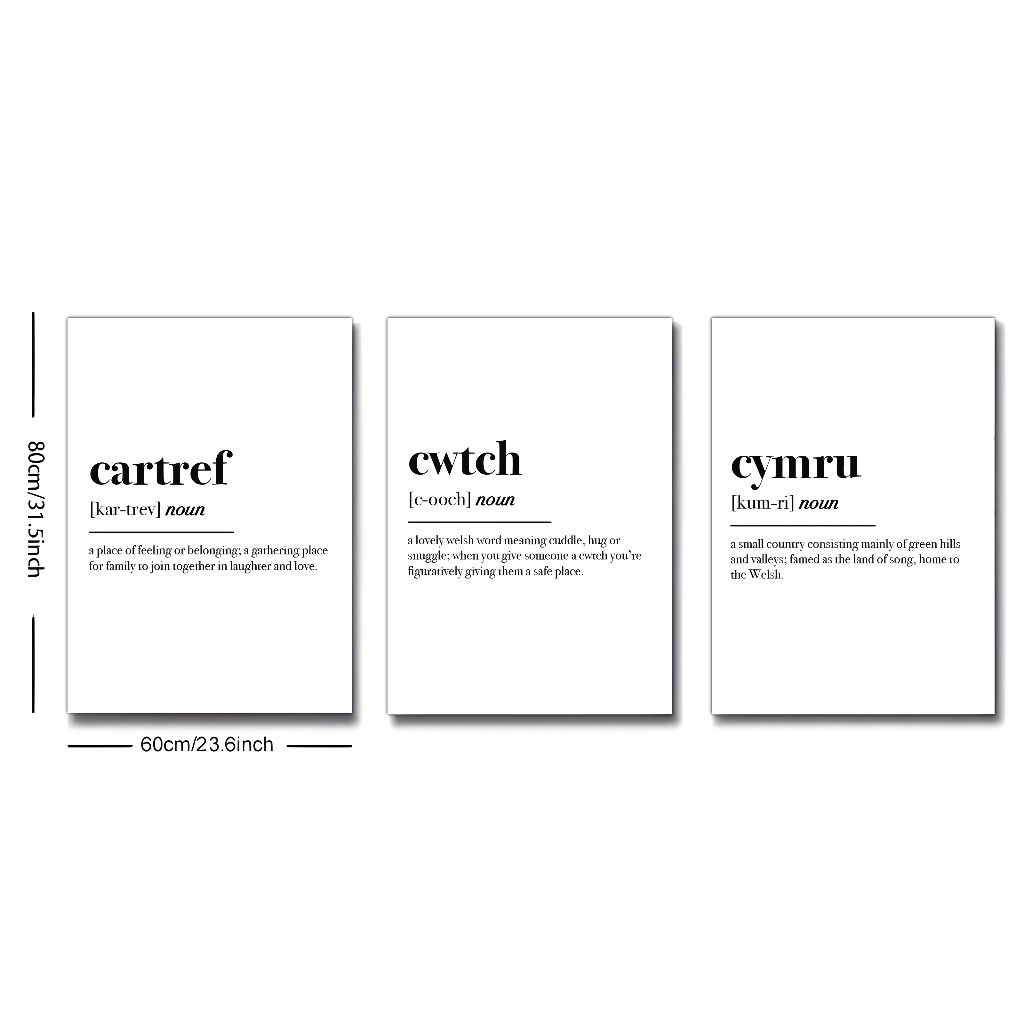 80cm/31.5inch
cartref
[kar-trev] noun
a place of feeling or belonging; a gathering place
for family to join together in laughter and love.
60cm/23.6inch
cwtch
[c-ooch] noun
a lovely welsh word meaning cuddle, hug or
snuggle; when you give someone a cwtch you're
figuratively giving them a safe place.
cymru
[kum-ri] noun
a small country consisting mainly of green hills
and valleys; famed as the land of song, home to
the Welsh.